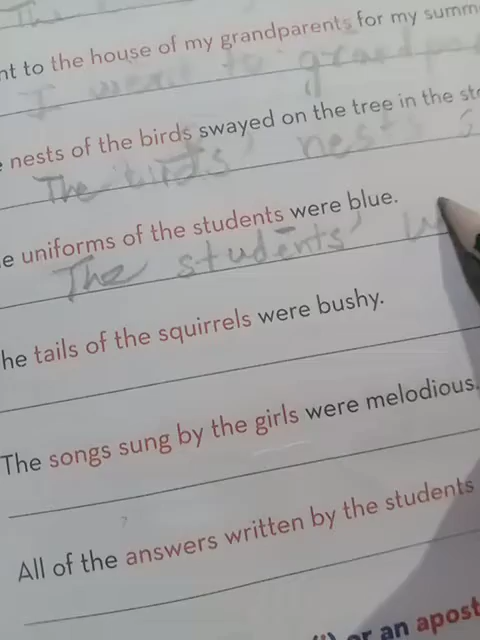 The
nt to the house of my grandparents for my summ
I went to grandpa
nests of the birds swayed on the tree in the sto
The birds' nests s
e uniforms of the students were blue.
The students' u
he tails of the squirrels were bushy.
The songs sung by the girls were melodious.
All of the answers written by the students
or an apost